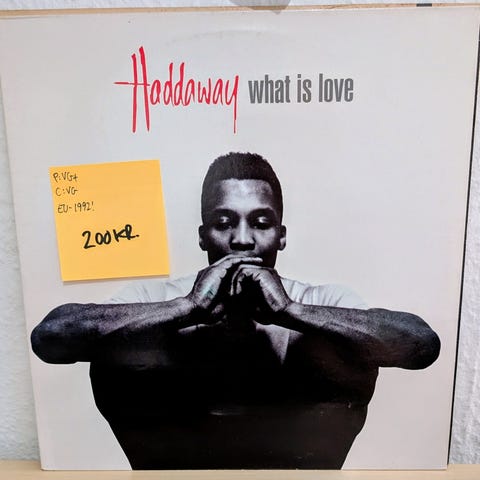 Haddaway what is love
P:VG+
C:VG
EU-1992!
200KR.